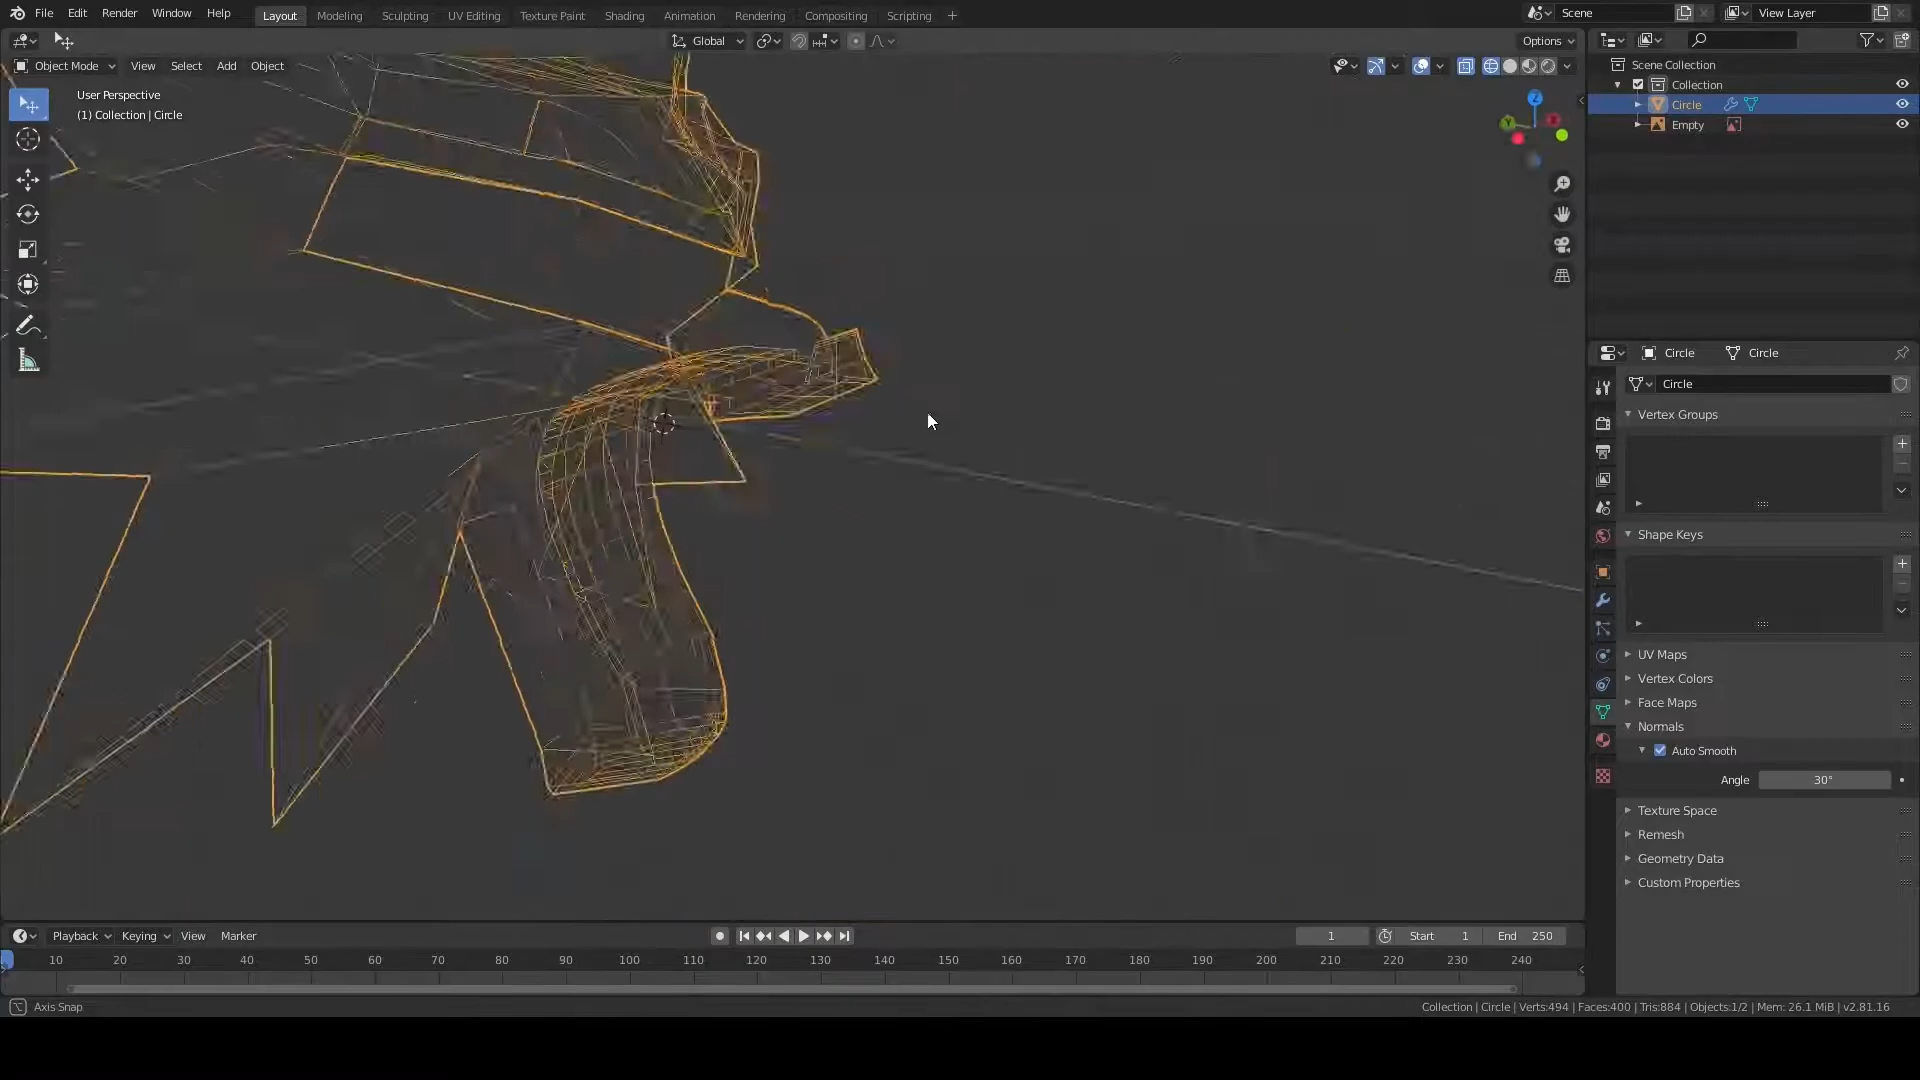 File Edit Render Window Help Layout Modeling Sculpting UV Editing Texture Paint Shading Animation Rendering Compositing Scripting + Scene View Layer
Global Options
Object Mode View Select Add Object
User Perspective
(1) Collection | Circle
Scene Collection
Collection
Circle
Empty
Circle Circle
Circle
Vertex Groups
Shape Keys
UV Maps
Vertex Colors
Face Maps
Normals
Auto Smooth
Angle 30°
Texture Space
Remesh
Geometry Data
Custom Properties
Playback Keying View Marker 1 Start 1 End 250
10 20 30 40 50 60 70 80 90 100 110 120 130 140 150 160 170 180 190 200 210 220 230 240
Axis Snap Collection | Circle | Verts:494 | Faces:400 | Tris:884 | Objects:1/2 | Mem: 26.1 MiB | v2.81.16